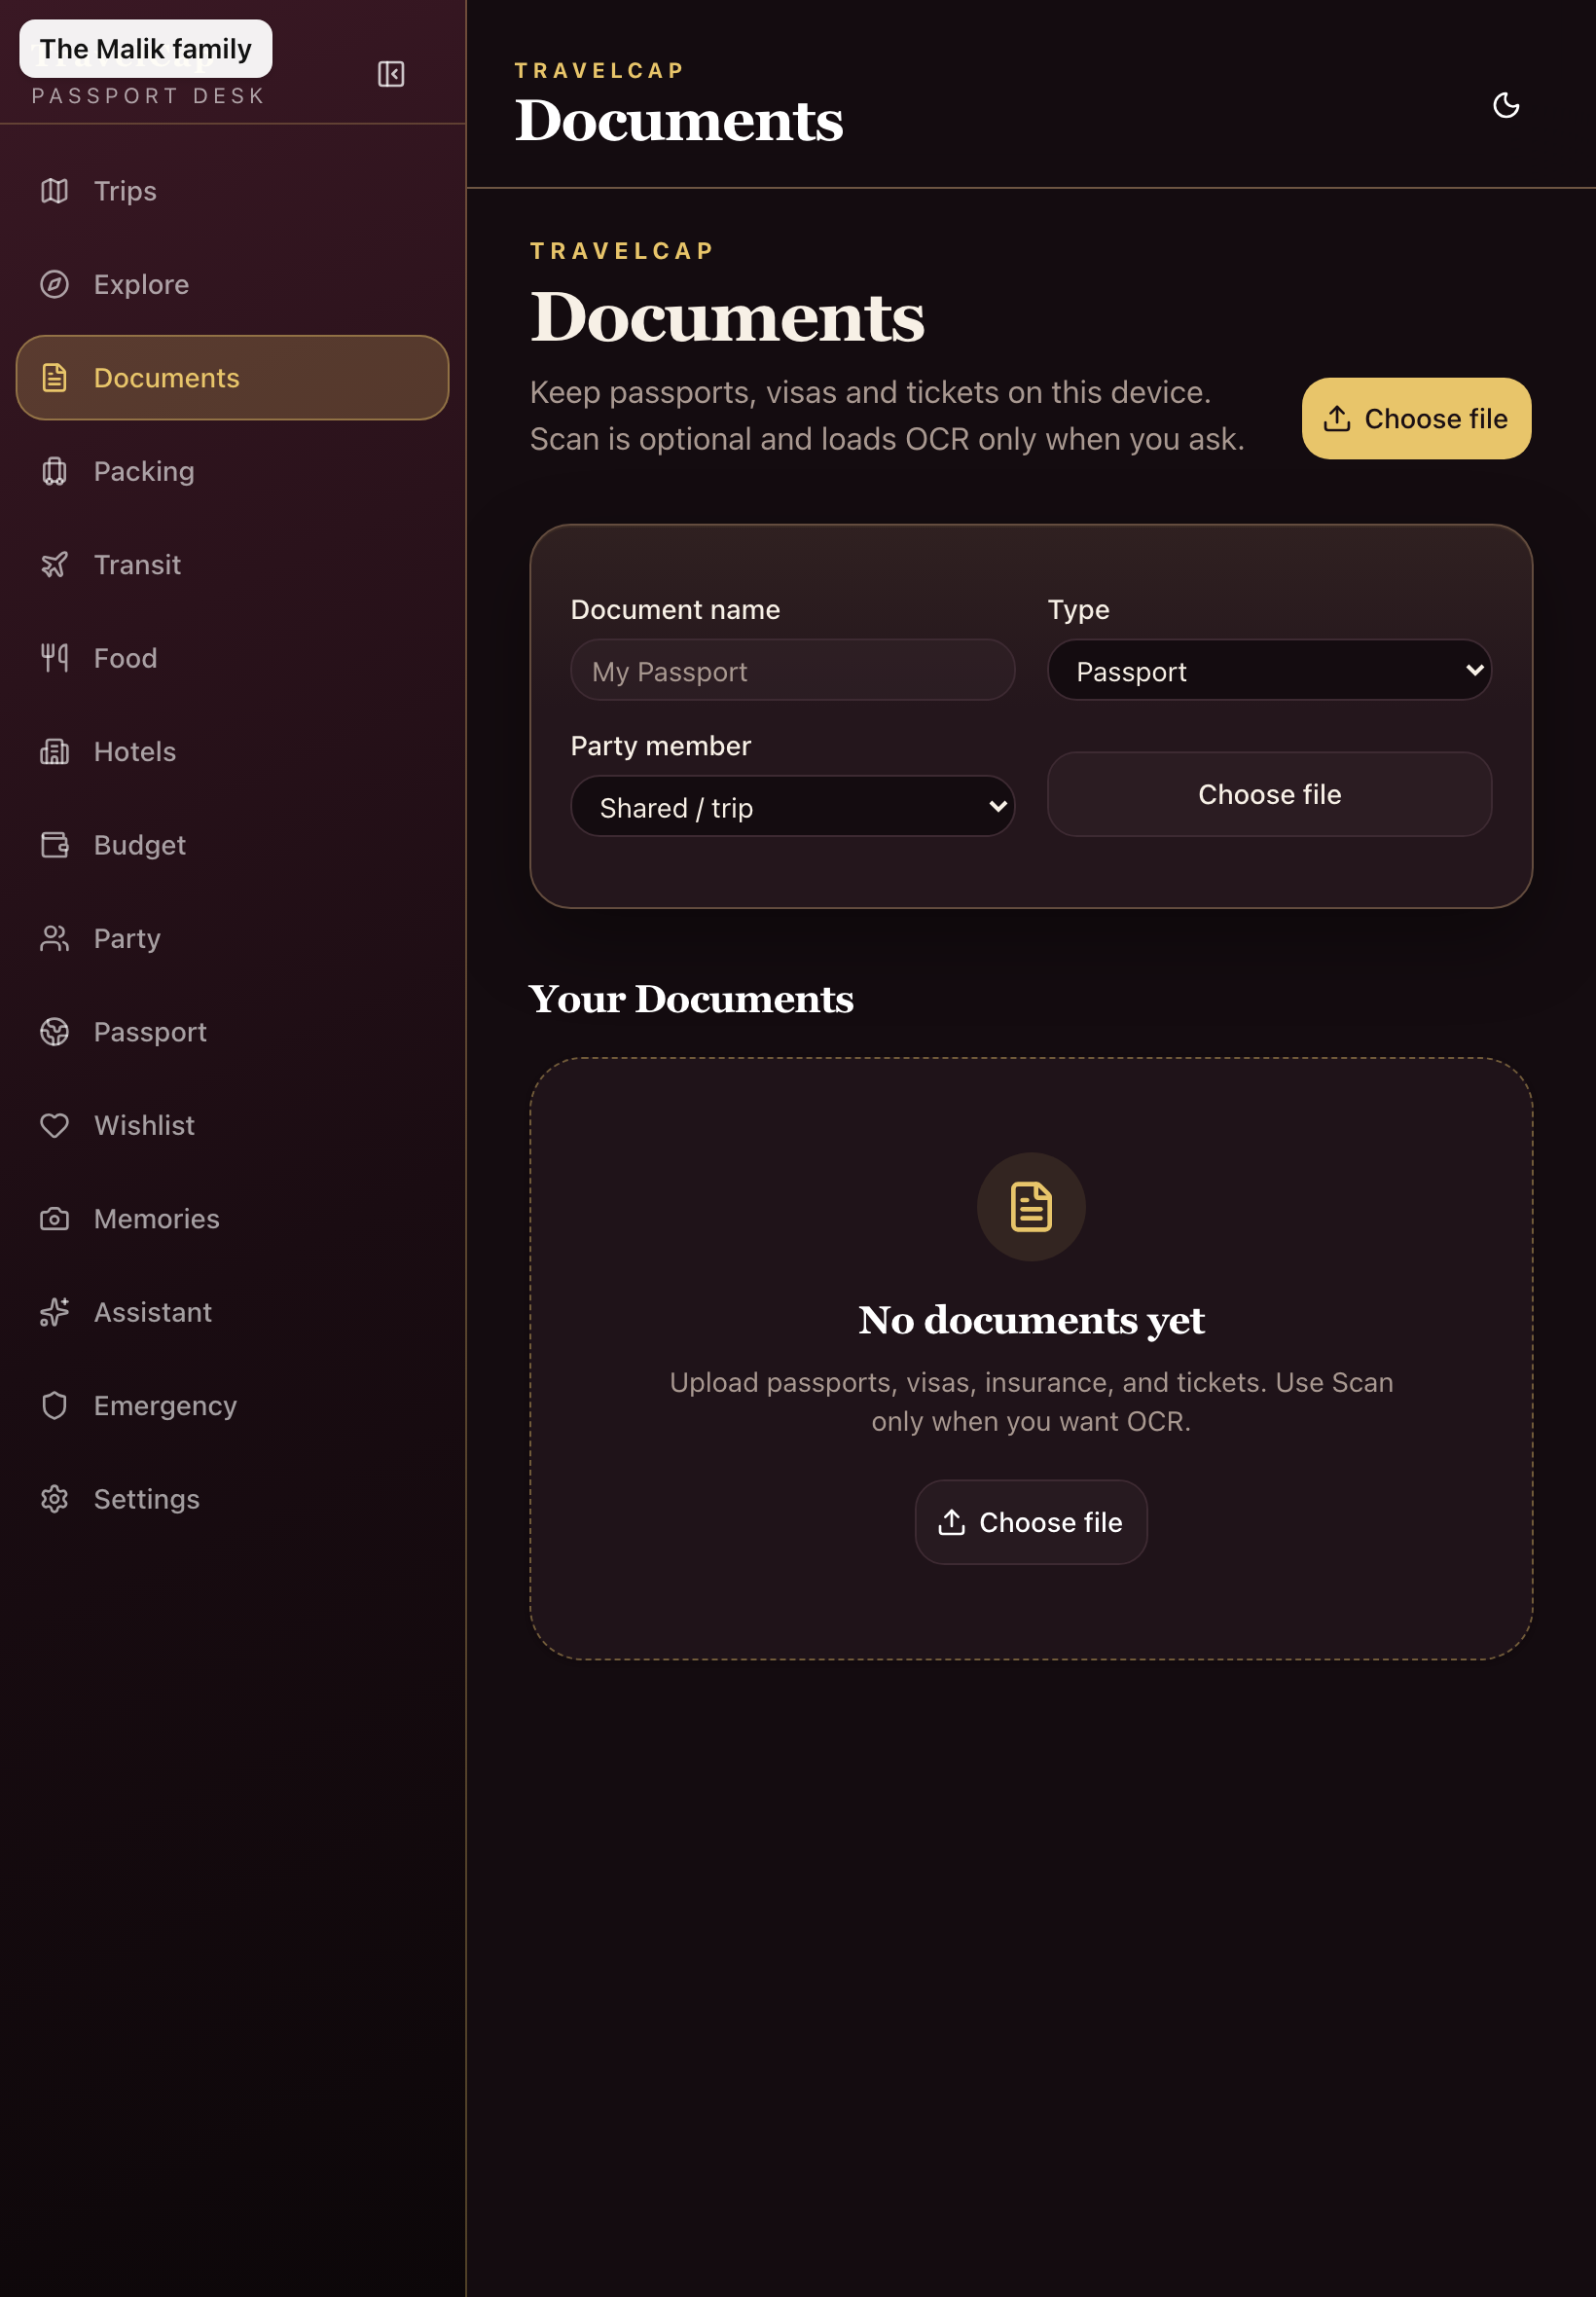 The Malik family
PASSPORT DESK
Trips
Explore
Documents
Packing
Transit
Food
Hotels
Budget
Party
Passport
Wishlist
Memories
Assistant
Emergency
Settings
TRAVELCAP
Documents
TRAVELCAP
Documents
Keep passports, visas and tickets on this device.
Scan is optional and loads OCR only when you ask.
Choose file
Document name
My Passport
Type
Passport
Party member
Shared / trip
Choose file
Your Documents
No documents yet
Upload passports, visas, insurance, and tickets. Use Scan
only when you want OCR.
Choose file